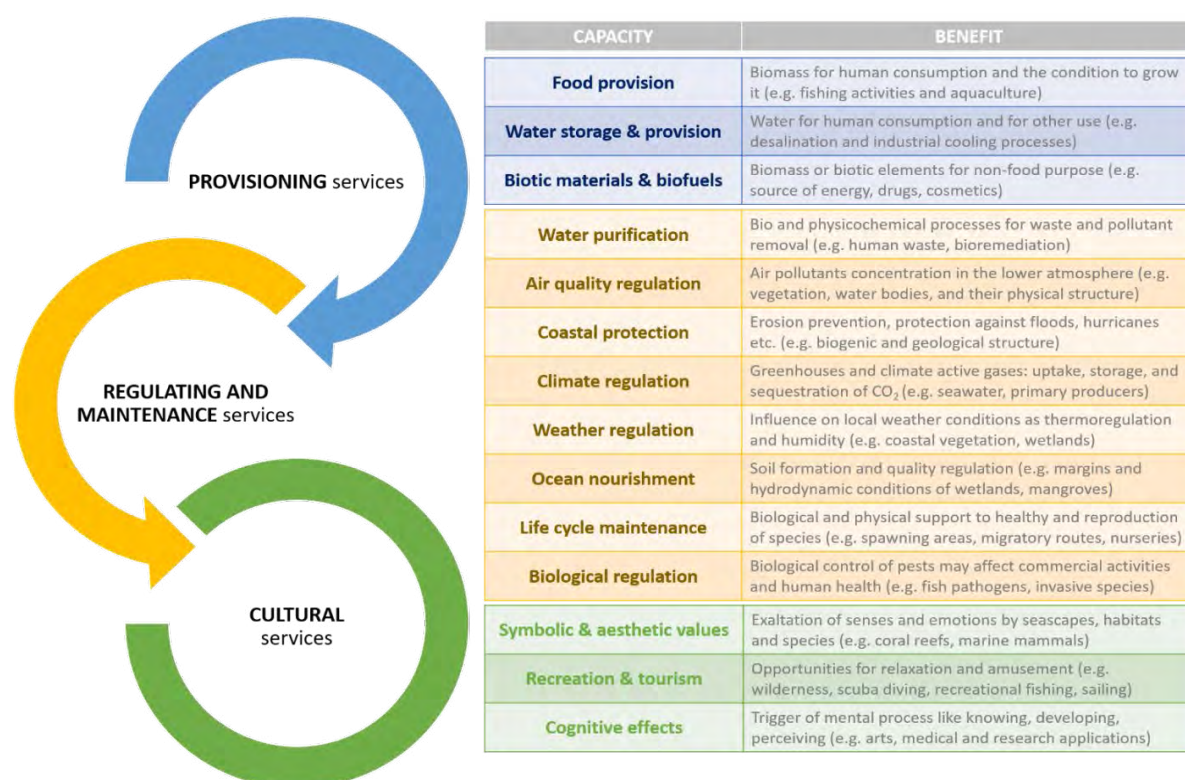 PROVISIONING services
REGULATING AND
MAINTENANCE services
CULTURAL
services
CAPACITY BENEFIT
Food provision
Biomass for human consumption and the condition to grow
it (e.g. fishing activities and aquaculture)
Water storage & provision
Water for human consumption and for other use (e.g.
desalination and industrial cooling processes)
Biotic materials & biofuels
Biomass or biotic elements for non-food purpose (e.g.
source of energy, drugs, cosmetics)
Water purification
Bio and physicochemical processes for waste and pollutant
removal (e.g. human waste, bioremediation)
Air quality regulation
Air pollutants concentration in the lower atmosphere (e.g.
vegetation, water bodies, and their physical structure)
Coastal protection
Erosion prevention, protection against floods, hurricanes
etc. (e.g. biogenic and geological structure)
Climate regulation
Greenhouses and climate active gases: uptake, storage, and
sequestration of CO₂ (e.g. seawater, primary producers)
Weather regulation
Influence on local weather conditions as thermoregulation
and humidity (e.g. coastal vegetation, wetlands)
Ocean nourishment
Soil formation and quality regulation (e.g. margins and
hydrodynamic conditions of wetlands, mangroves)
Life cycle maintenance
Biological and physical support to healthy and reproduction
of species (e.g. spawning areas, migratory routes, nurseries)
Biological regulation
Biological control of pests may affect commercial activities
and human health (e.g. fish pathogens, invasive species)
Symbolic & aesthetic values
Exaltation of senses and emotions by seascapes, habitats
and species (e.g. coral reefs, marine mammals)
Recreation & tourism
Opportunities for relaxation and amusement (e.g.
wilderness, scuba diving, recreational fishing, sailing)
Cognitive effects
Trigger of mental process like knowing, developing,
perceiving (e.g. arts, medical and research applications)